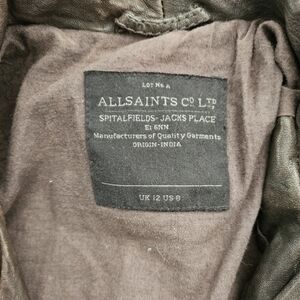 LOT No A
ALLSAINTS Co LTD
SPITALFIELDS- JACKS PLACE
E1 6NN
Manufacturers of Quality Garments
ORIGIN-INDIA
UK 12 US 8